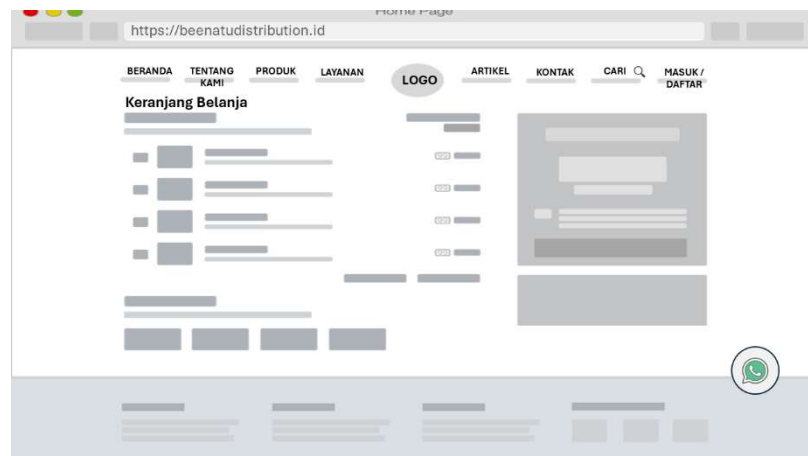 Home Page
https://beenatudistribution.id
BERANDA TENTANG KAMI PRODUK LAYANAN LOGO ARTIKEL KONTAK CARI MASUK / DAFTAR
Keranjang Belanja